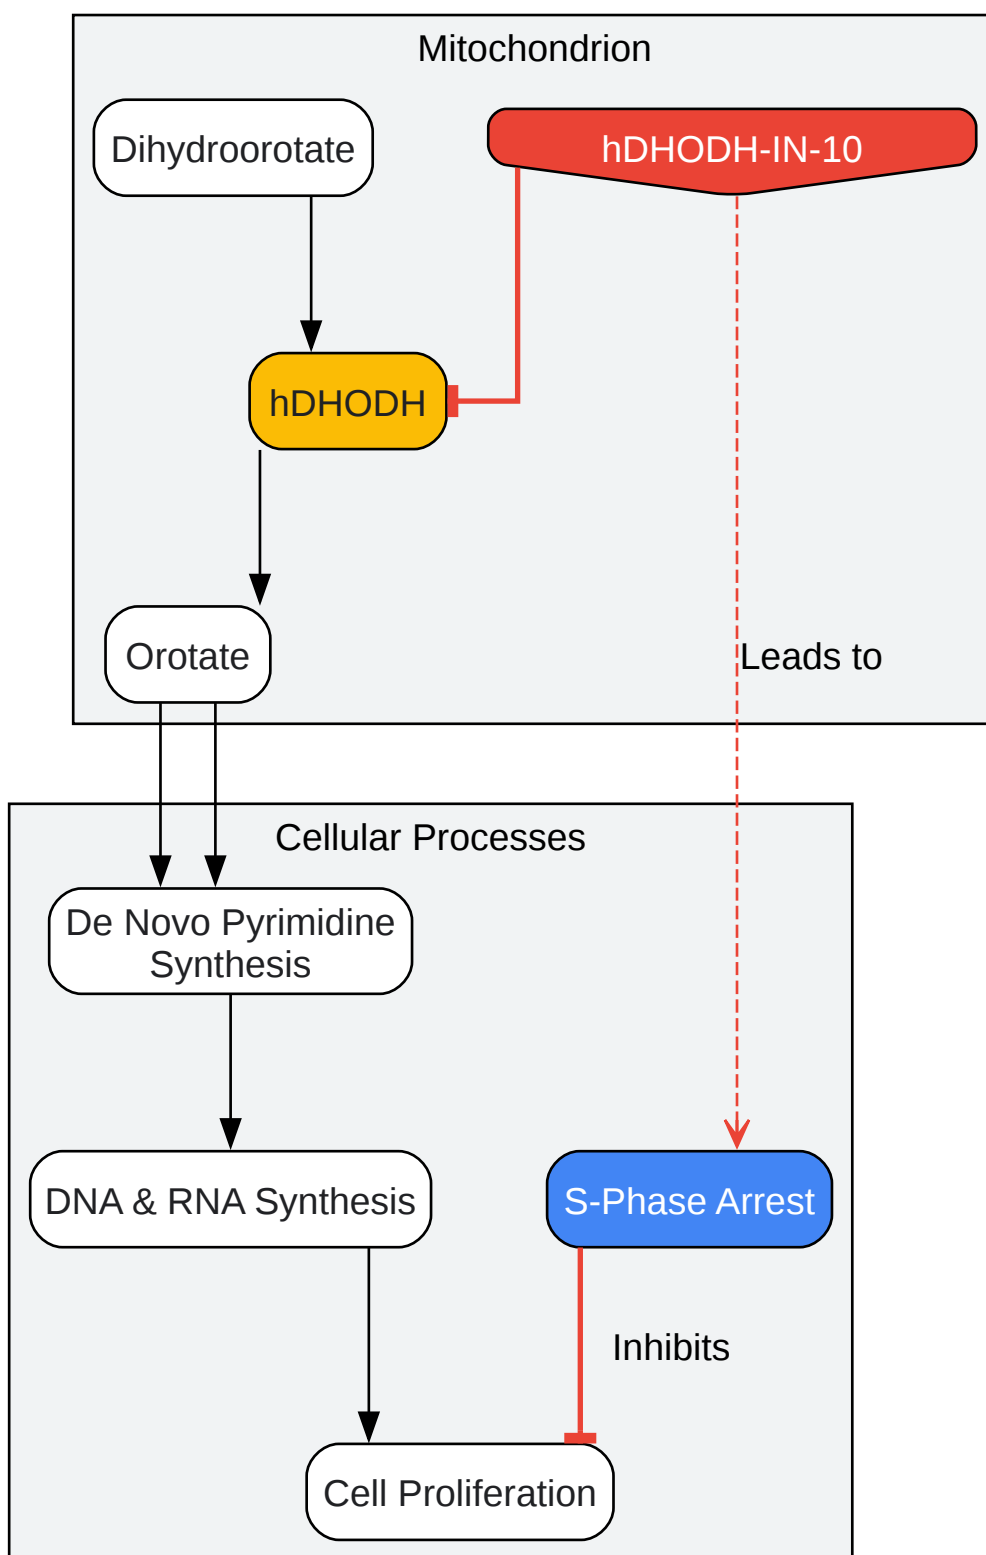 Mitochondrion
Dihydroorotate
hDHODH-IN-10
hDHODH
Orotate
Leads to
Cellular Processes
De Novo Pyrimidine
Synthesis
DNA & RNA Synthesis
S-Phase Arrest
Inhibits
Cell Proliferation